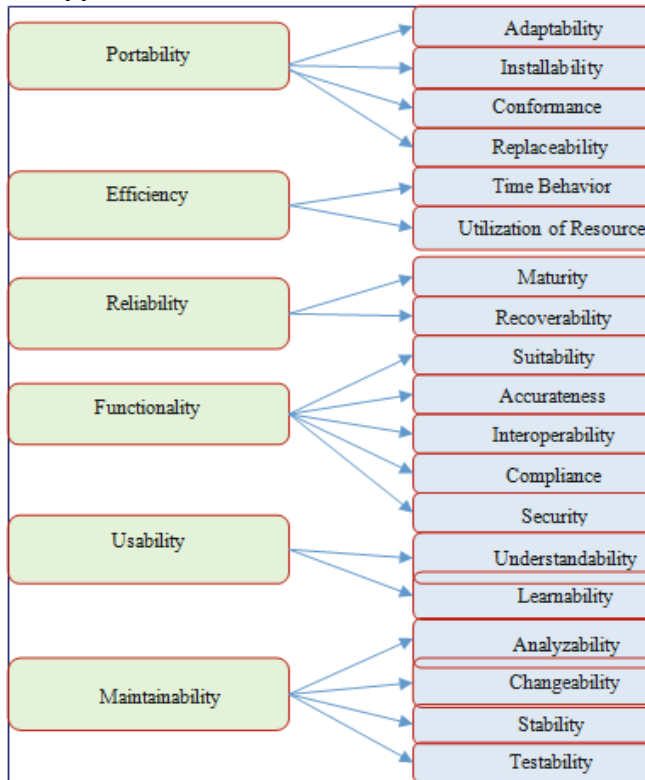 Portability
Adaptability
Installability
Conformance
Replaceability
Efficiency
Time Behavior
Utilization of Resource
Reliability
Maturity
Recoverability
Functionality
Suitability
Accurateness
Interoperability
Compliance
Security
Usability
Understandability
Learnability
Maintainability
Analyzability
Changeability
Stability
Testability